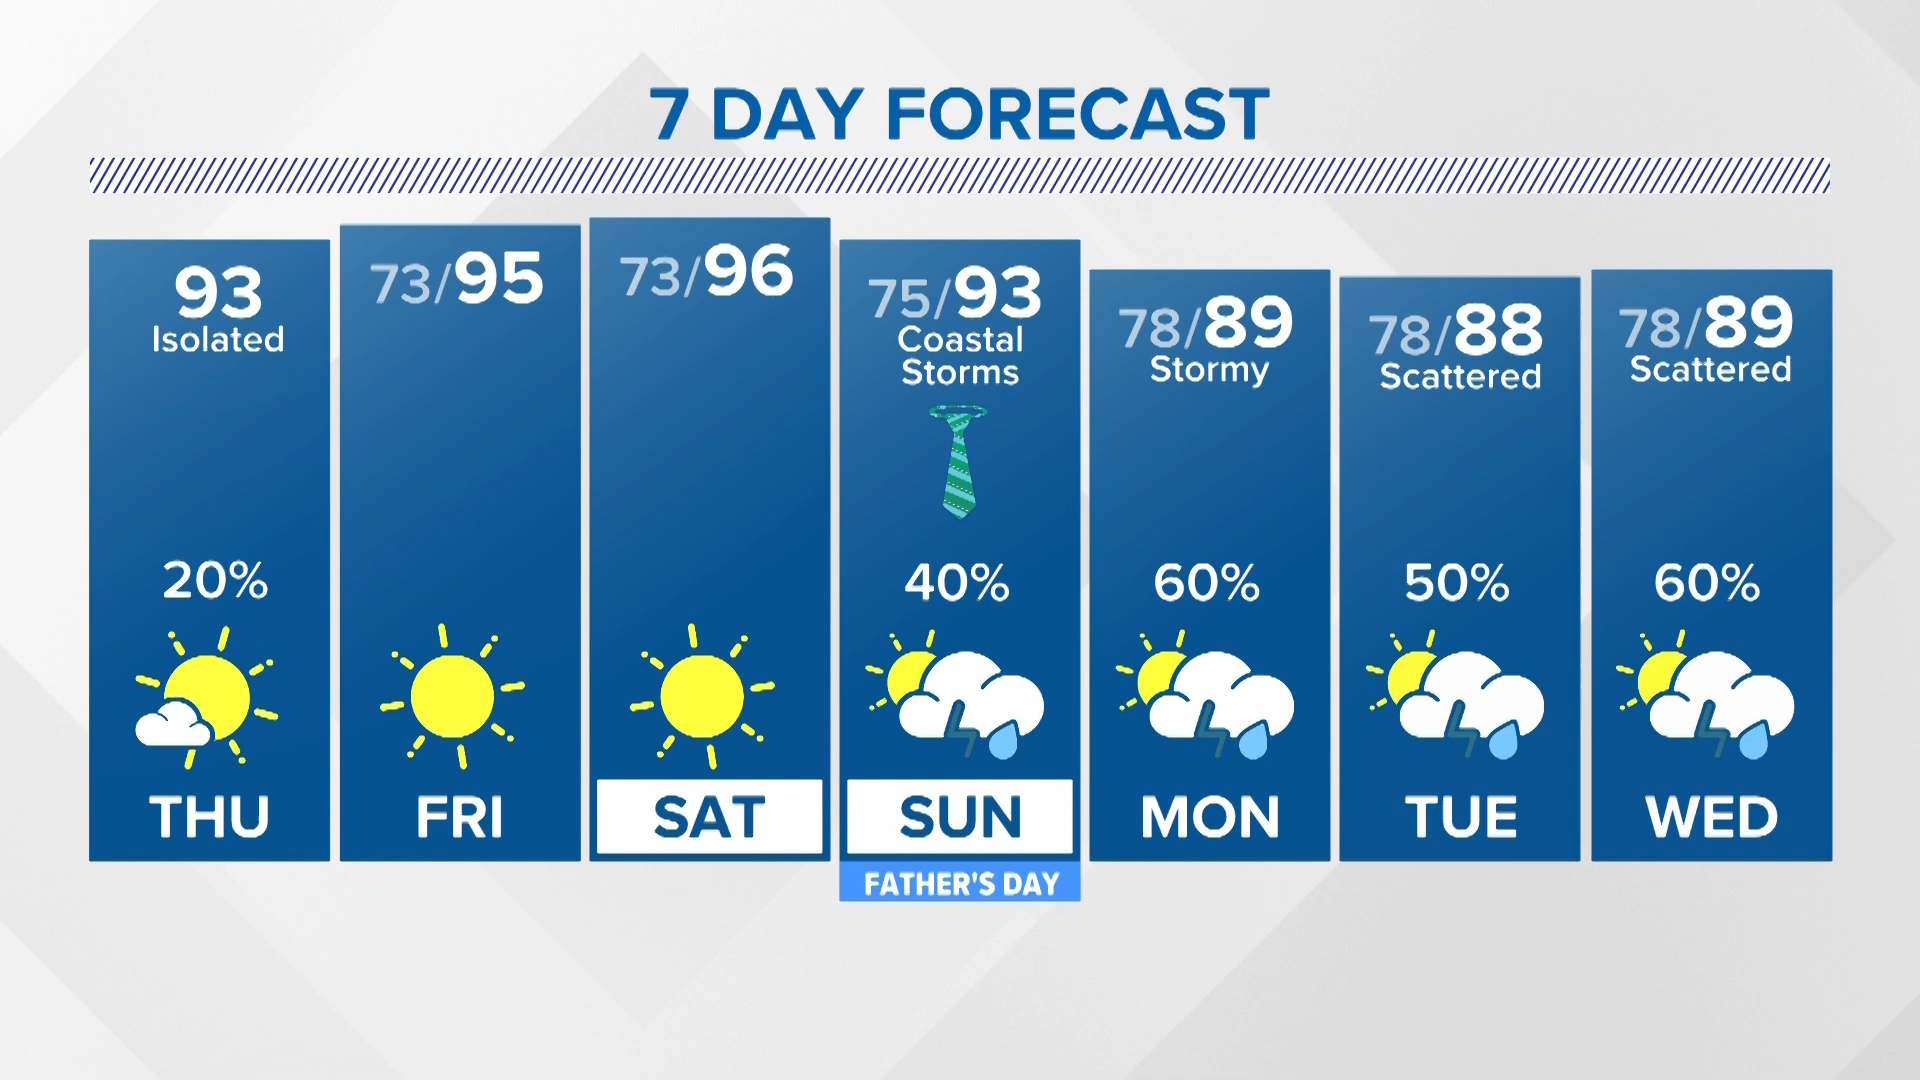 7 DAY FORECAST
93
Isolated
20%
THU
73/95
FRI
73/96
SAT
75/93
Coastal
Storms
40%
SUN
FATHER'S DAY
78/89
Stormy
60%
MON
78/88
Scattered
50%
TUE
78/89
Scattered
60%
WED